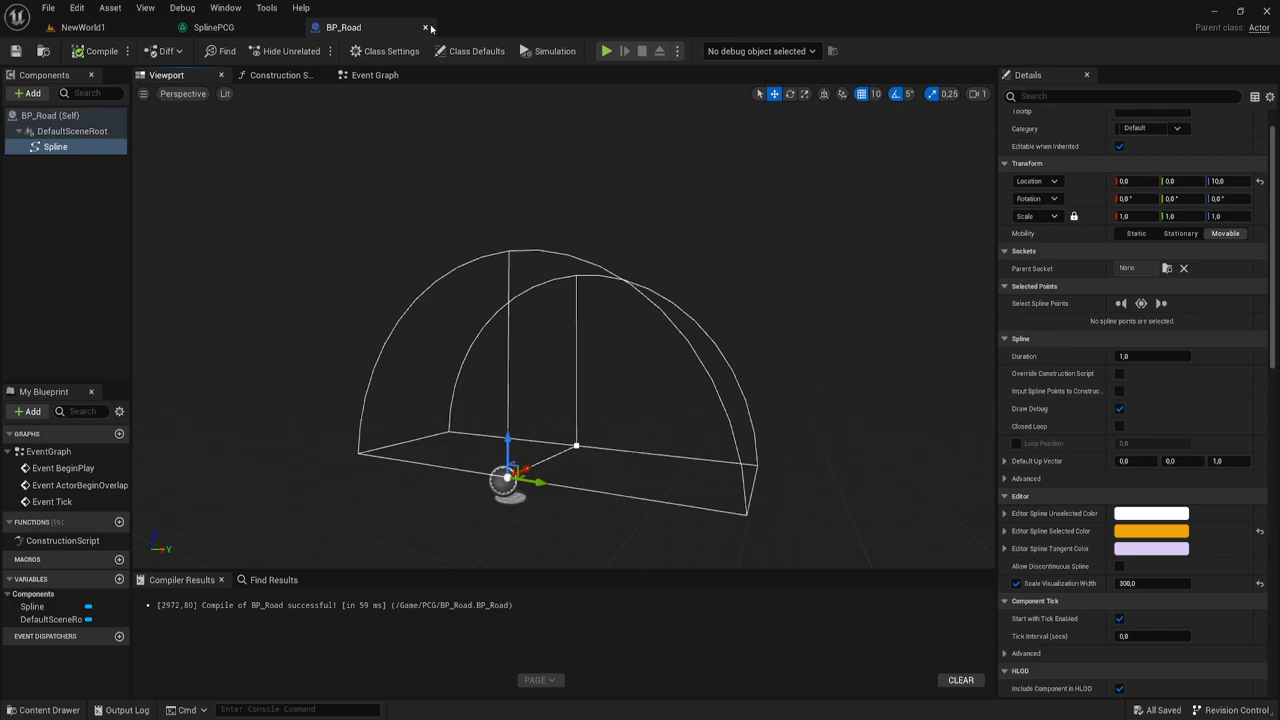 File Edit Asset View Debug Window Tools Help
NewWorld1 SplinePCG BP_Road Parent class: Actor
Compile Diff Find Hide Unrelated Class Settings Class Defaults Simulation No debug object selected
Components Viewport Construction S... Event Graph Details
Add Search Perspective Lit 10 5° 0,25 1 Search
Tooltip
BP_Road (Self)
Category Default
DefaultSceneRoot
Spline
Editable when Inherited
Transform
Location 0,0 0,0 10,0
Rotation 0,0° 0,0° 0,0°
Scale 1,0 1,0 1,0
Mobility Static Stationary Movable
Sockets
Parent Socket None
Selected Points
Select Spline Points
No spline points are selected.
Spline
Duration 1,0
Override Construction Script
Input Spline Points to Construc...
Draw Debug
Closed Loop
Loop Position 0,0
Default Up Vector 0,0 0,0 1,0
Advanced
Editor
Editor Spline Unselected Color
Editor Spline Selected Color
Editor Spline Tangent Color
Allow Discontinuous Spline
Scale Visualization Width 300,0
Component Tick
Start with Tick Enabled
Tick Interval (secs) 0,0
Advanced
HLOD
Include Component in HLOD
My Blueprint
Add Search
GRAPHS
EventGraph
Event BeginPlay
Event ActorBeginOverlap
Event Tick
FUNCTIONS
ConstructionScript
MACROS
VARIABLES
Components
Spline
DefaultSceneRo
EVENT DISPATCHERS
Y
Compiler Results Find Results
[2972,80] Compile of BP_Road successful! [in 59 ms] (/Game/PCG/BP_Road.BP_Road)
PAGE CLEAR
Content Drawer Output Log Cmd Enter Console Command All Saved Revision Control